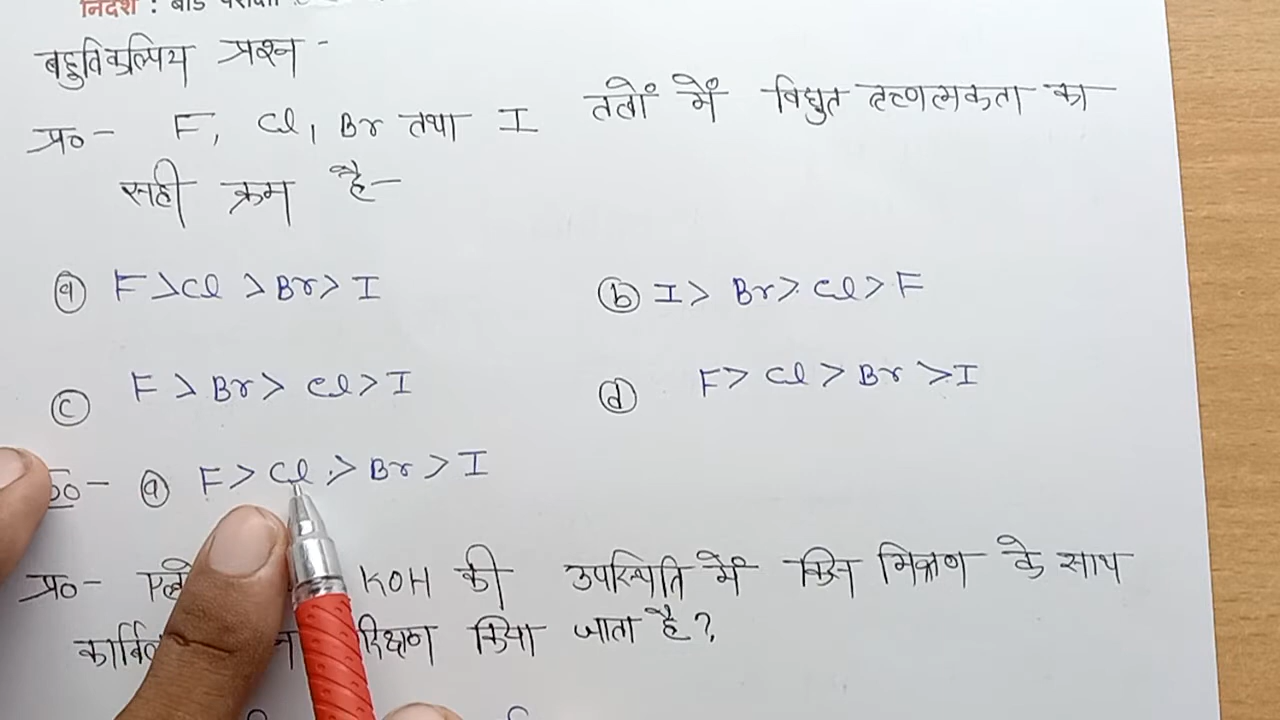 निर्देश : बोर्ड परीक्षा
बहुविकल्पिय प्रश्न -
प्र० - F, Cl, Br तथा I तत्वों में विद्युत ऋणात्मकता का
सही क्रम है -
(a) F > Cl > Br > I (b) I > Br > Cl > F
(c) F > Br > Cl > I (d) F > Cl > Br > I
उ० - (a) F > Cl > Br > I
प्र० - KOH की उपस्थिति में किस मिश्रण के साथ
किया जाता है ?